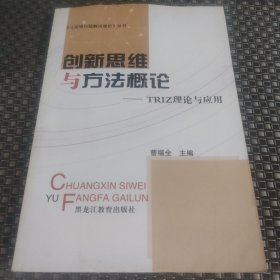 创新思维
与方法概论
——TRIZ理论与应用
曹福全 主编
CHUANGXIN SIWEI
YU FANGFA GAILUN
黑龙江教育出版社